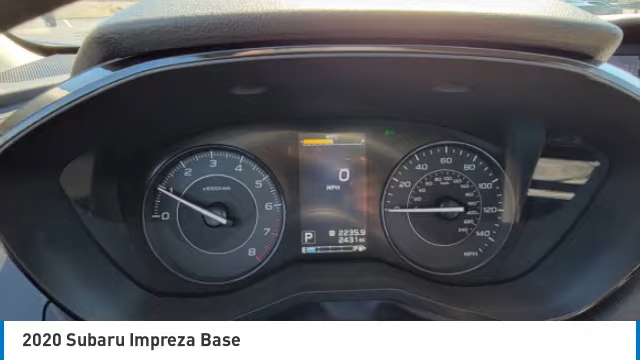 0 1 2 3 4 5 6 7 8
x1000r/min
0
MPH
P
B 2235.9
2431 mi
20 40 60 80 100 120 140
MPH
2020 Subaru Impreza Base